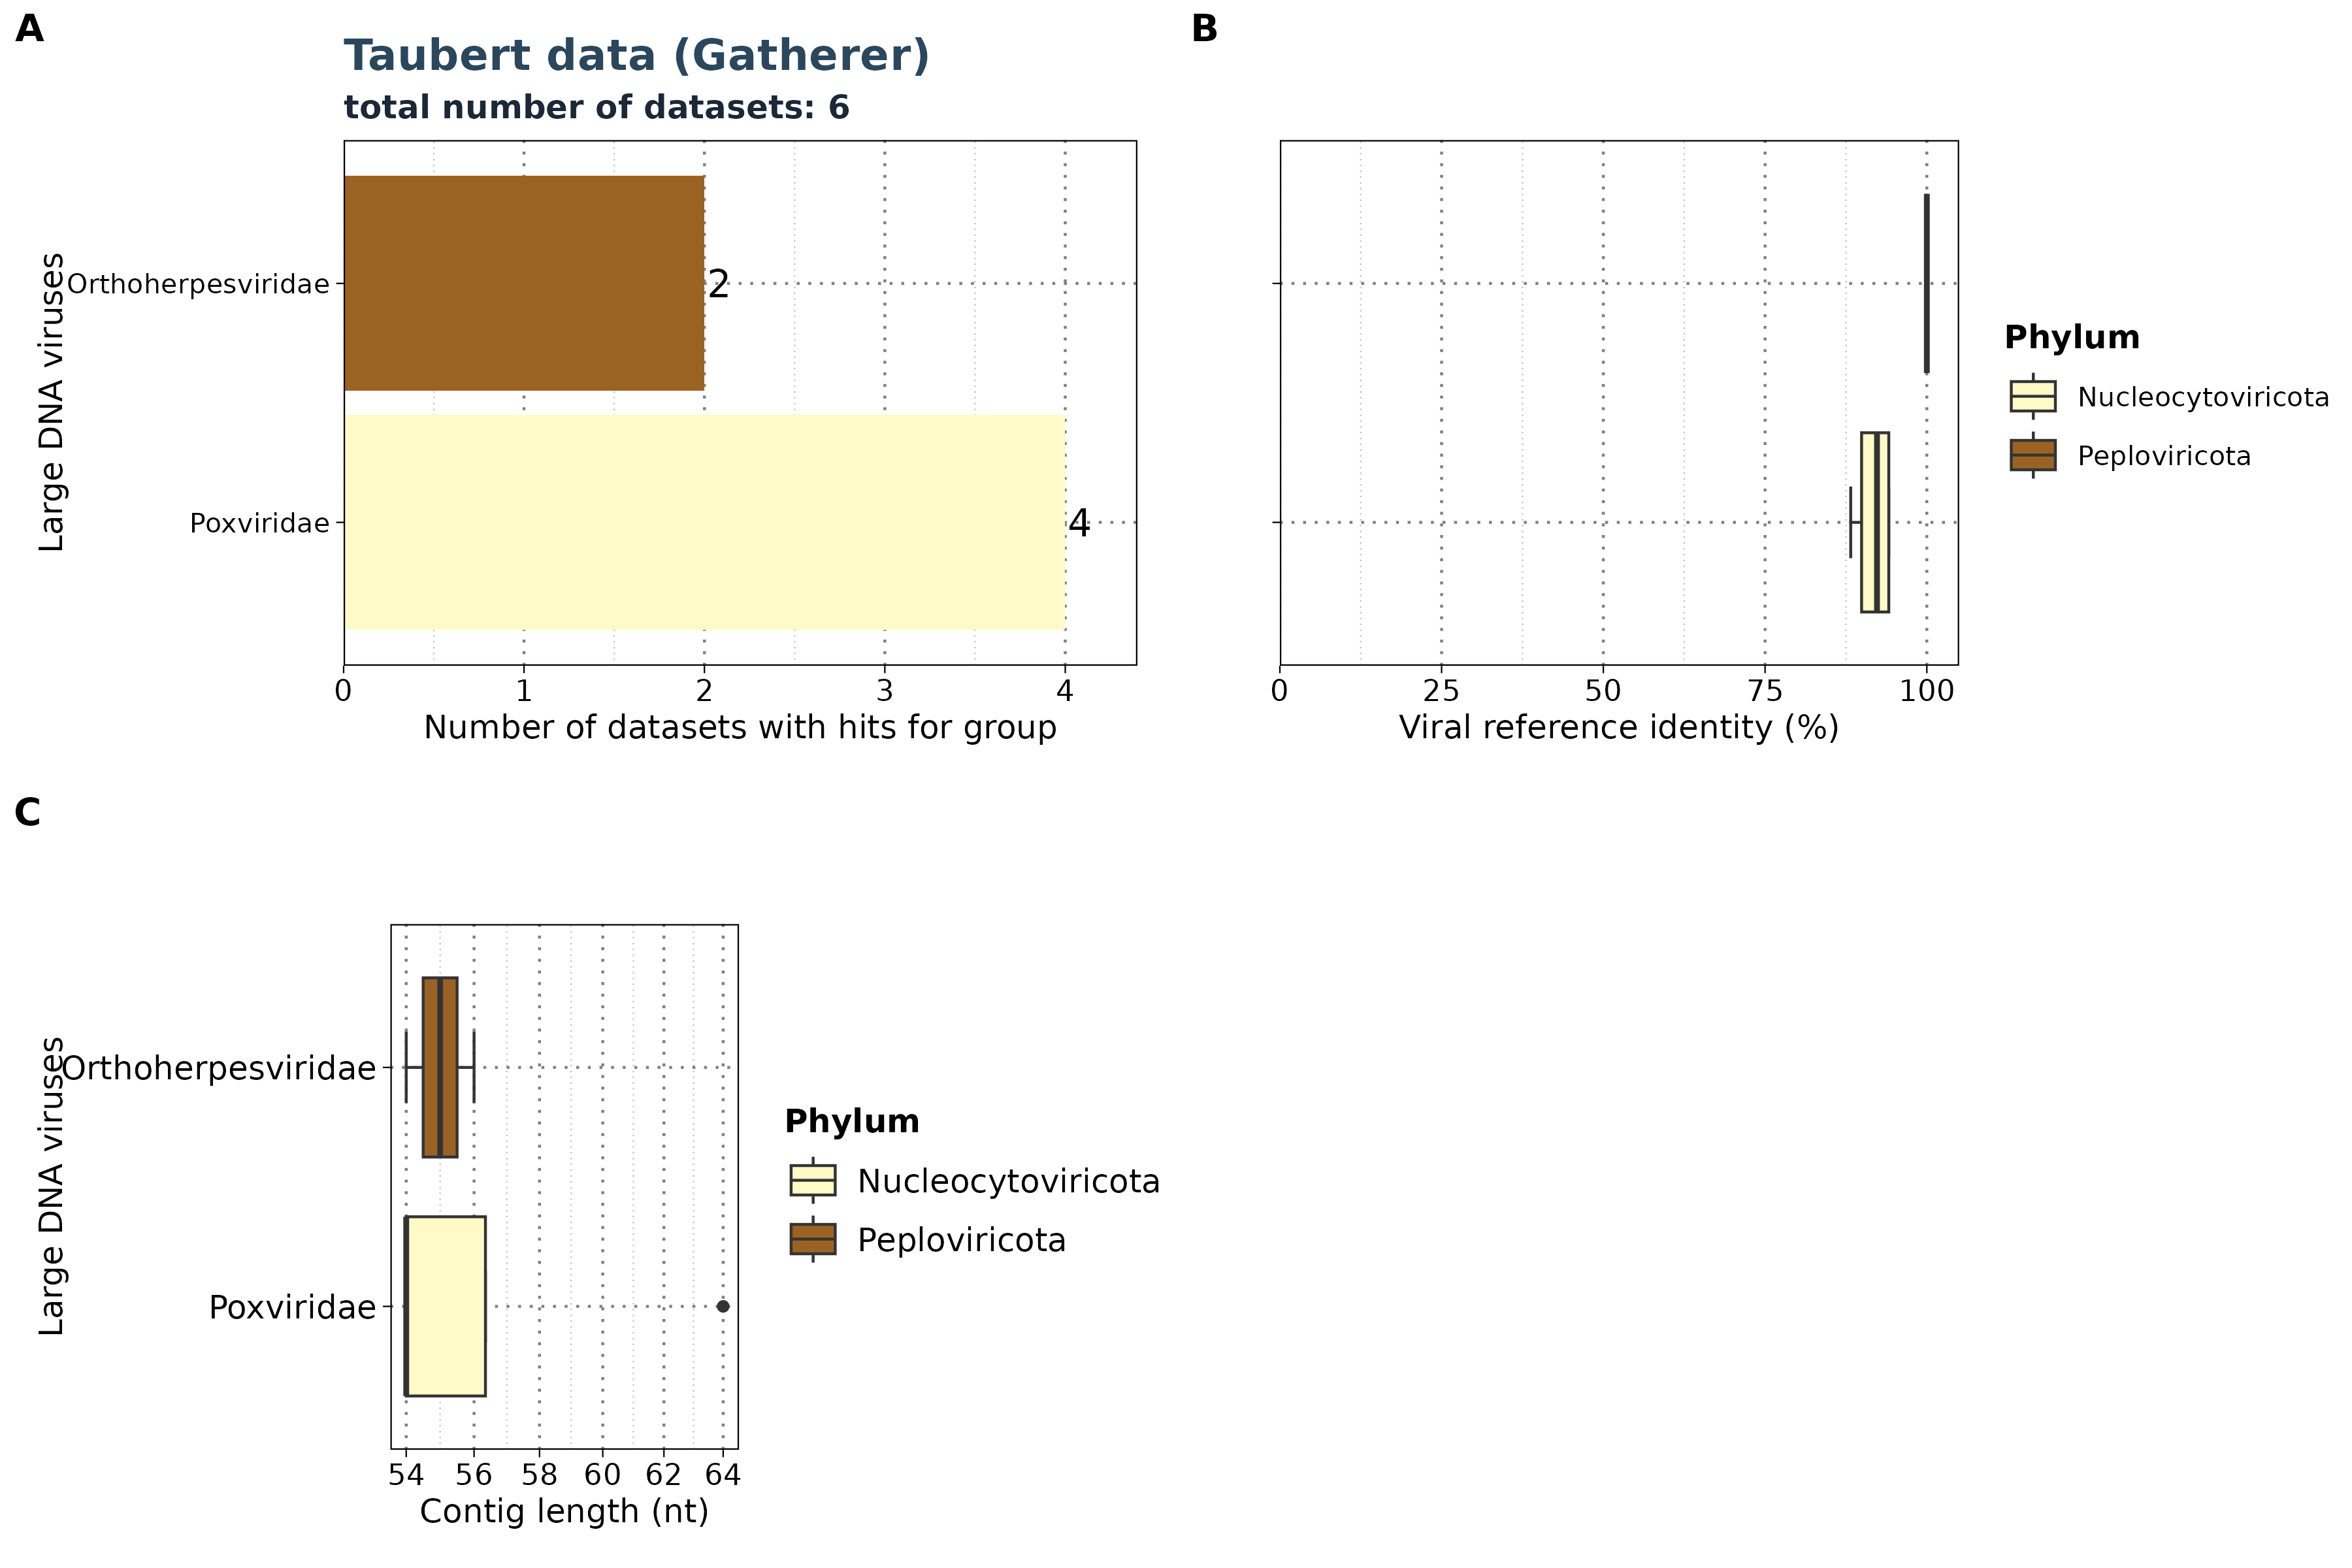 A
Taubert data (Gatherer)
total number of datasets: 6
Large DNA viruses
Orthoherpesviridae
Poxviridae
2
4
0 1 2 3 4
Number of datasets with hits for group
B
0 25 50 75 100
Viral reference identity (%)
Phylum
Nucleocytoviricota
Peploviricota
C
Large DNA viruses
Orthoherpesviridae
Poxviridae
54 56 58 60 62 64
Contig length (nt)
Phylum
Nucleocytoviricota
Peploviricota